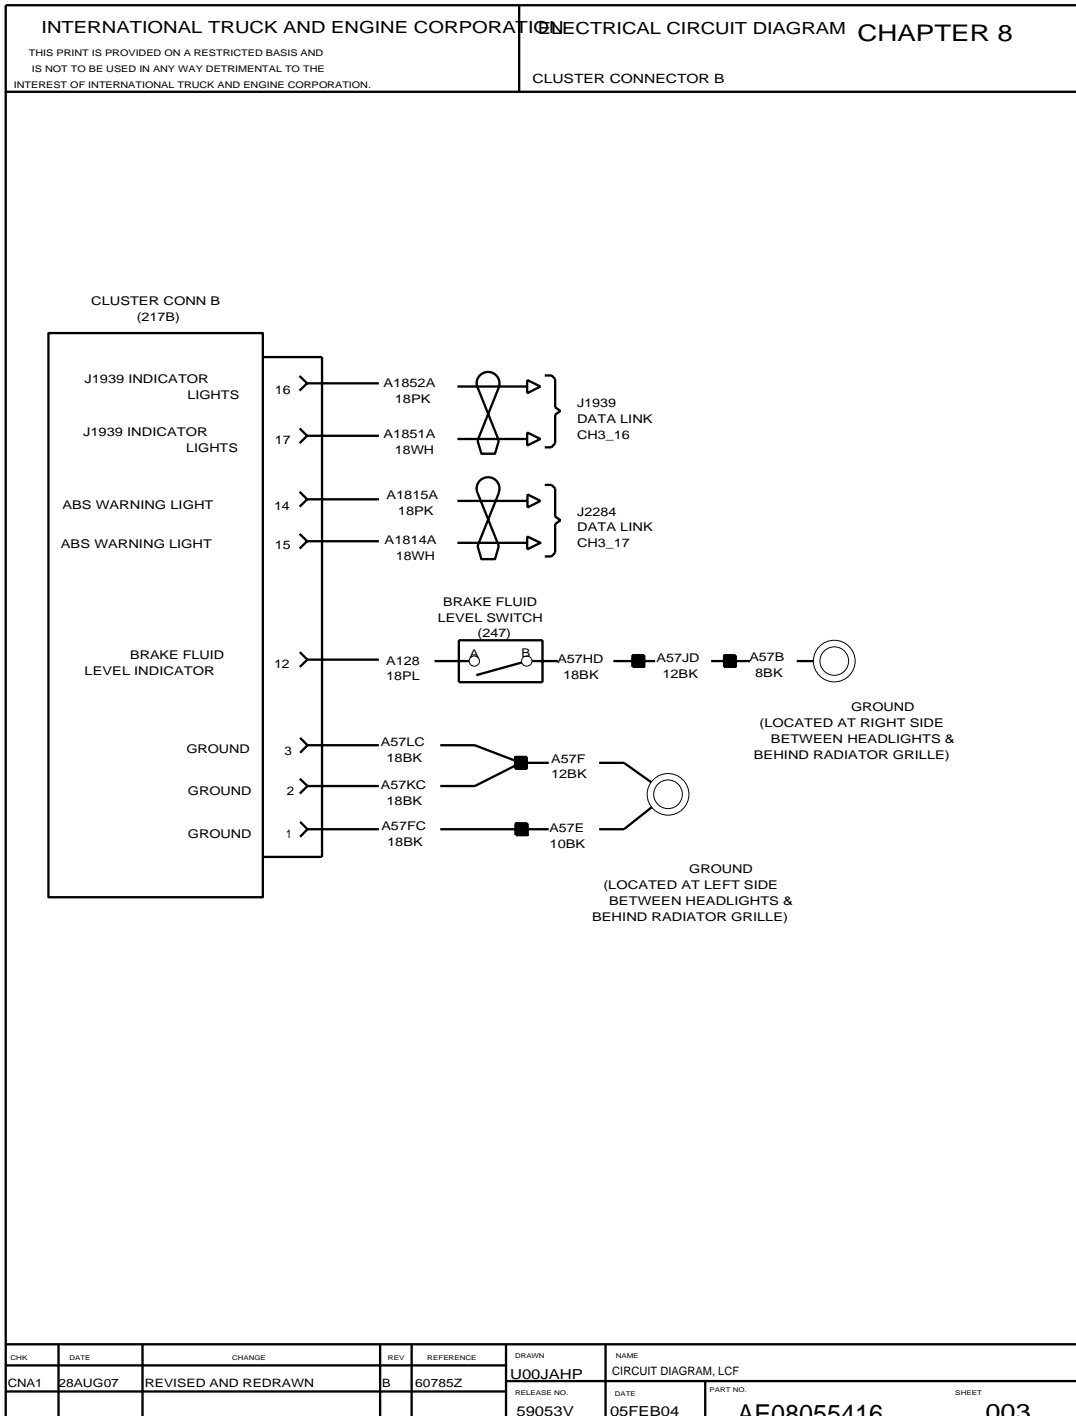 INTERNATIONAL TRUCK AND ENGINE CORPORATION
THIS PRINT IS PROVIDED ON A RESTRICTED BASIS AND
IS NOT TO BE USED IN ANY WAY DETRIMENTAL TO THE
INTEREST OF INTERNATIONAL TRUCK AND ENGINE CORPORATION.
ELECTRICAL CIRCUIT DIAGRAM CHAPTER 8
CLUSTER CONNECTOR B
CLUSTER CONN B
(217B)
J1939 INDICATOR
LIGHTS
16
A1852A
18PK
J1939 INDICATOR
LIGHTS
17
A1851A
18WH
J1939
DATA LINK
CH3_16
ABS WARNING LIGHT
14
A1815A
18PK
ABS WARNING LIGHT
15
A1814A
18WH
J2284
DATA LINK
CH3_17
BRAKE FLUID
LEVEL SWITCH
(247)
BRAKE FLUID
LEVEL INDICATOR
12
A128
18PL
A
B
A57HD
18BK
A57JD
12BK
A57B
8BK
GROUND
(LOCATED AT RIGHT SIDE
BETWEEN HEADLIGHTS &
BEHIND RADIATOR GRILLE)
GROUND
3
A57LC
18BK
GROUND
2
A57KC
18BK
A57F
12BK
GROUND
1
A57FC
18BK
A57E
10BK
GROUND
(LOCATED AT LEFT SIDE
BETWEEN HEADLIGHTS &
BEHIND RADIATOR GRILLE)
CHK DATE CHANGE REV REFERENCE
CNA1 28AUG07 REVISED AND REDRAWN B 60785Z
DRAWN
U00JAHP
NAME
CIRCUIT DIAGRAM, LCF
RELEASE NO.
59053V
DATE
05FEB04
PART NO.
AE08055416
SHEET
003